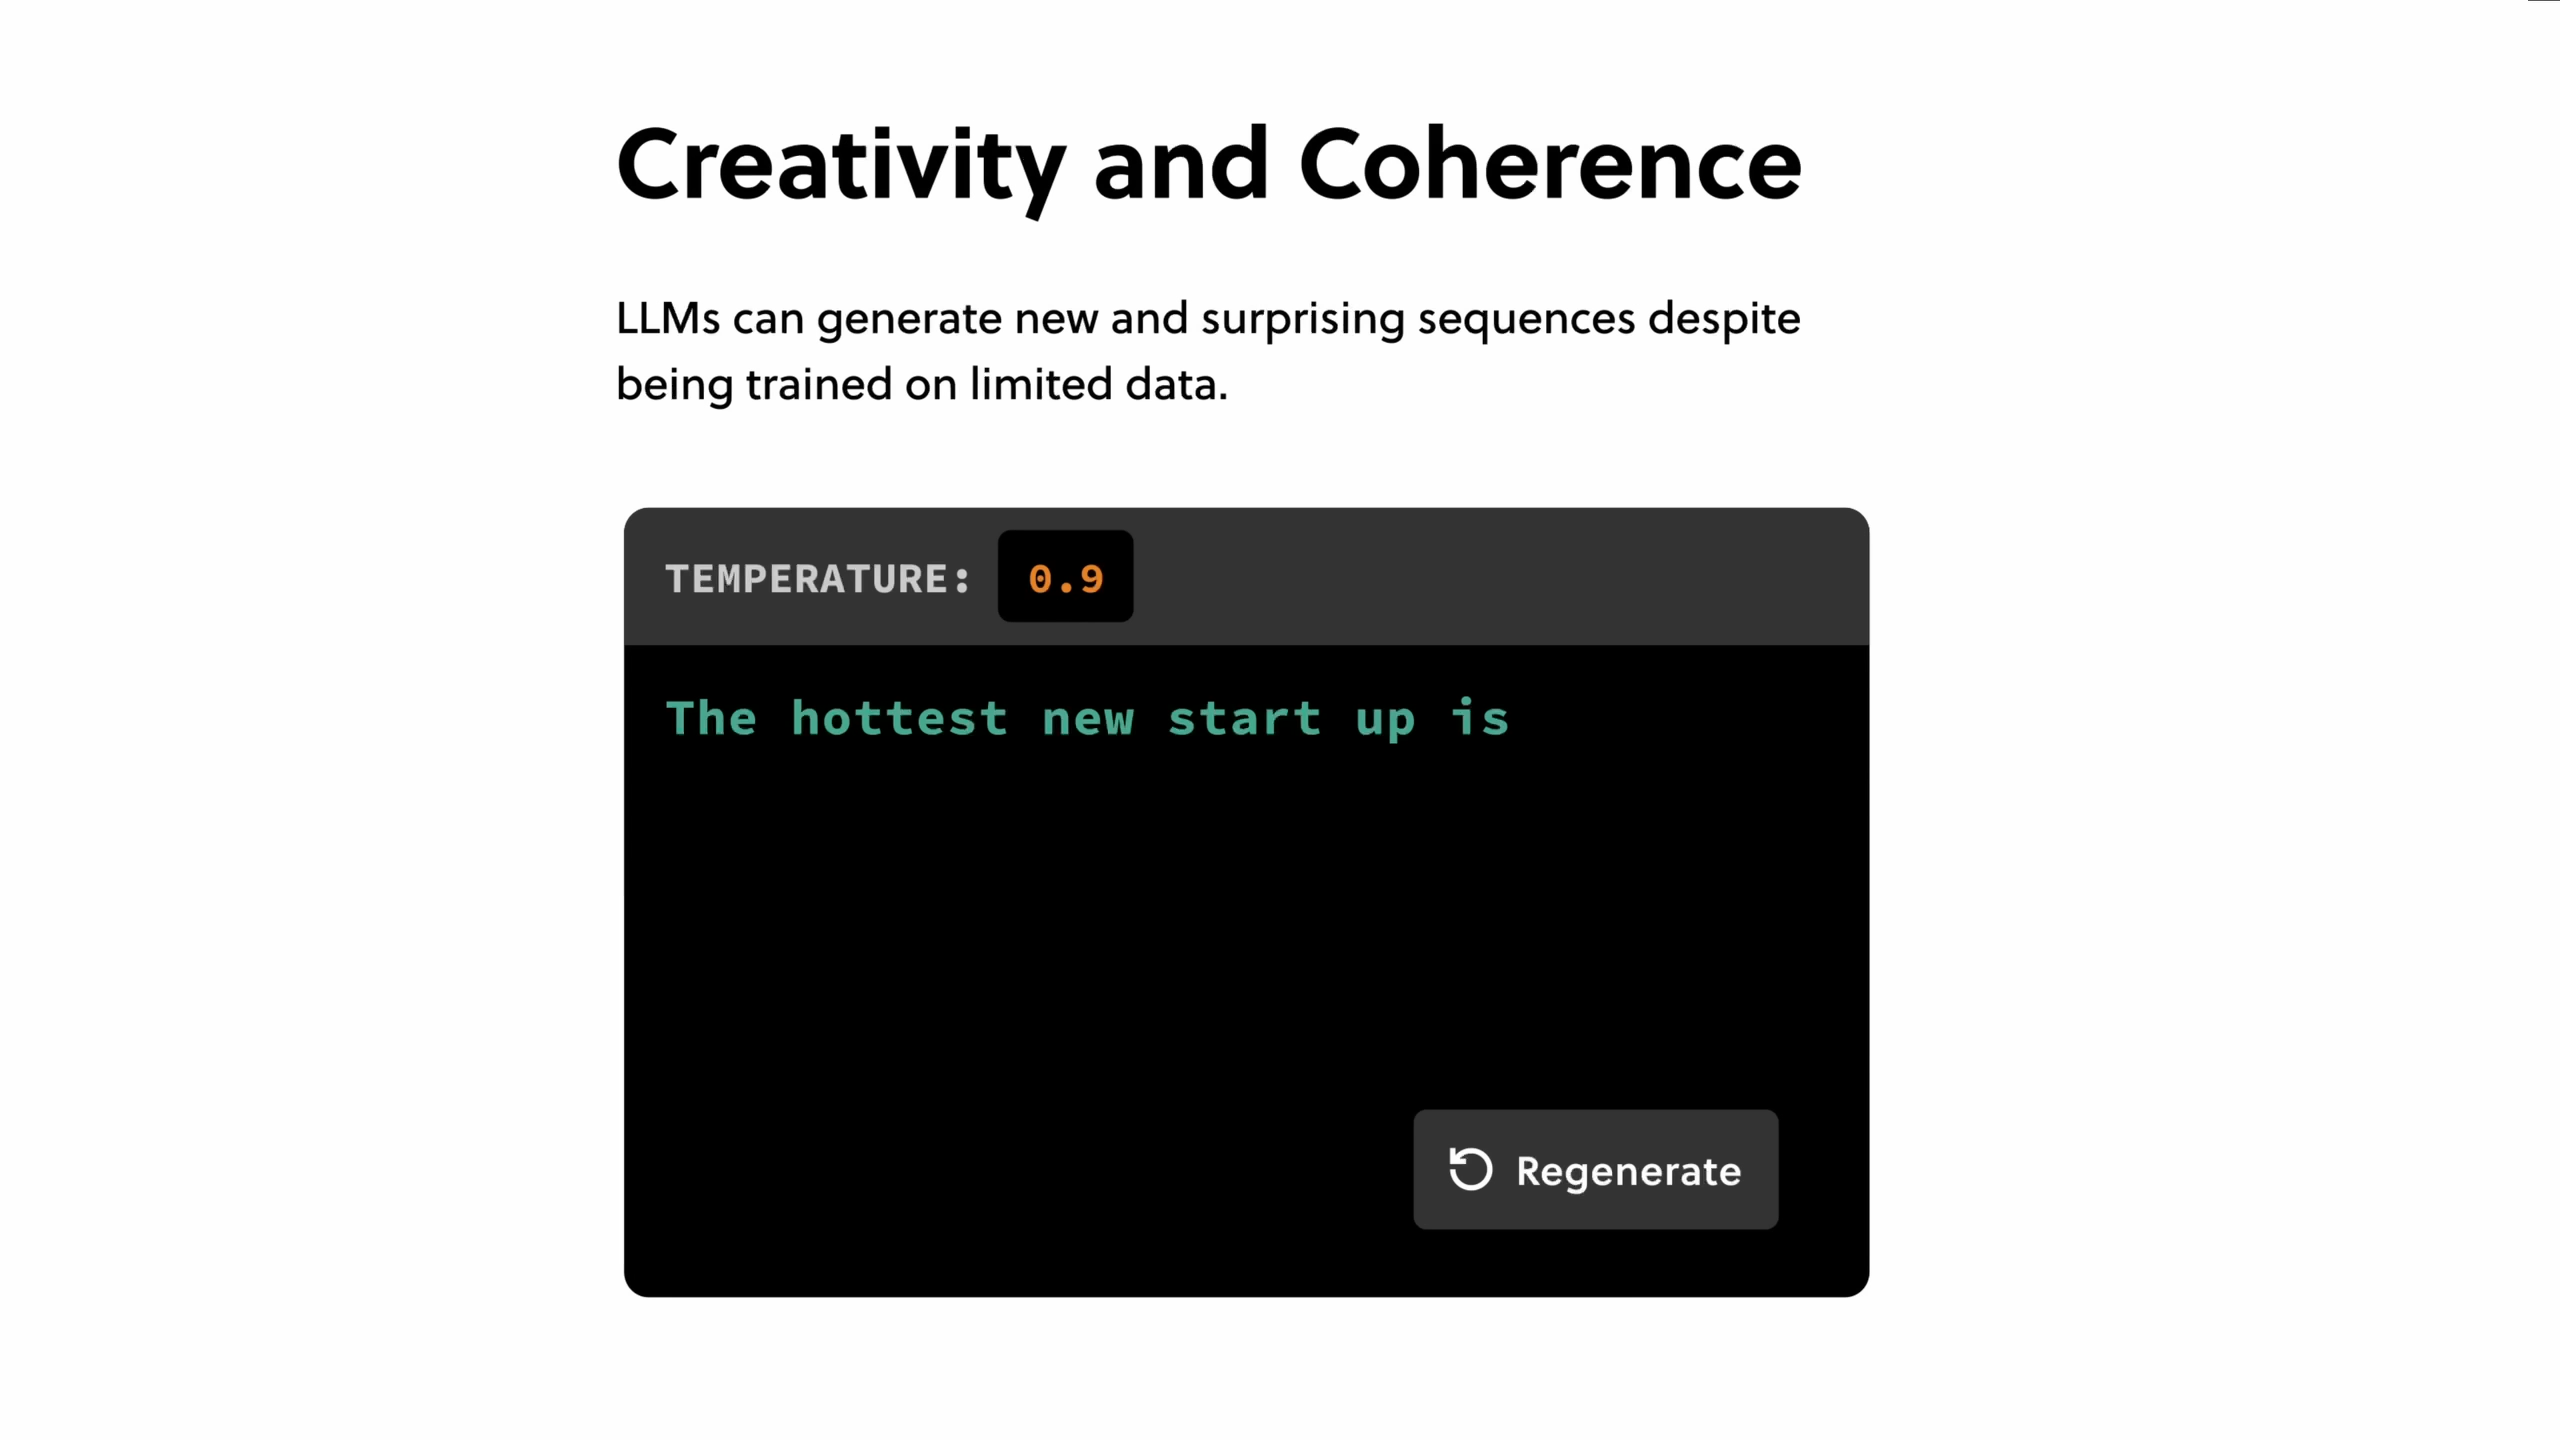 Creativity and Coherence
LLMs can generate new and surprising sequences despite
being trained on limited data.
TEMPERATURE: 0.9
The hottest new start up is
Regenerate